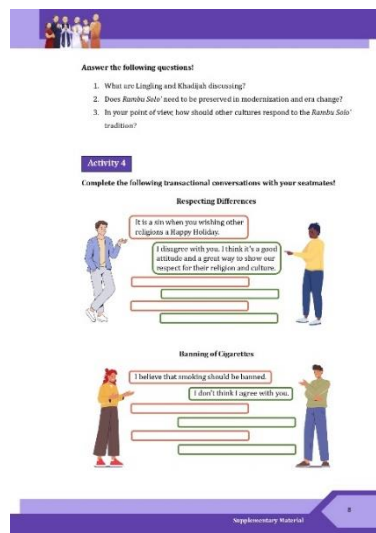 Answer the following questions!
1. What are Lingling and Khadijah discussing?
2. Does Rambu Solo' need to be preserved in modernization and era change?
3. In your point of view, how should other cultures respond to the Rambu Solo'
tradition?
Activity 4
Complete the following transactional conversations with your seatmates!
Respecting Differences
It is a sin when you wishing other
religions a Happy Holiday.
I disagree with you. I think it's a good
attitude and a great way to show our
respect for their religion and culture.
Banning of Cigarettes
I believe that smoking should be banned.
I don't think I agree with you.
8
Supplementary Material